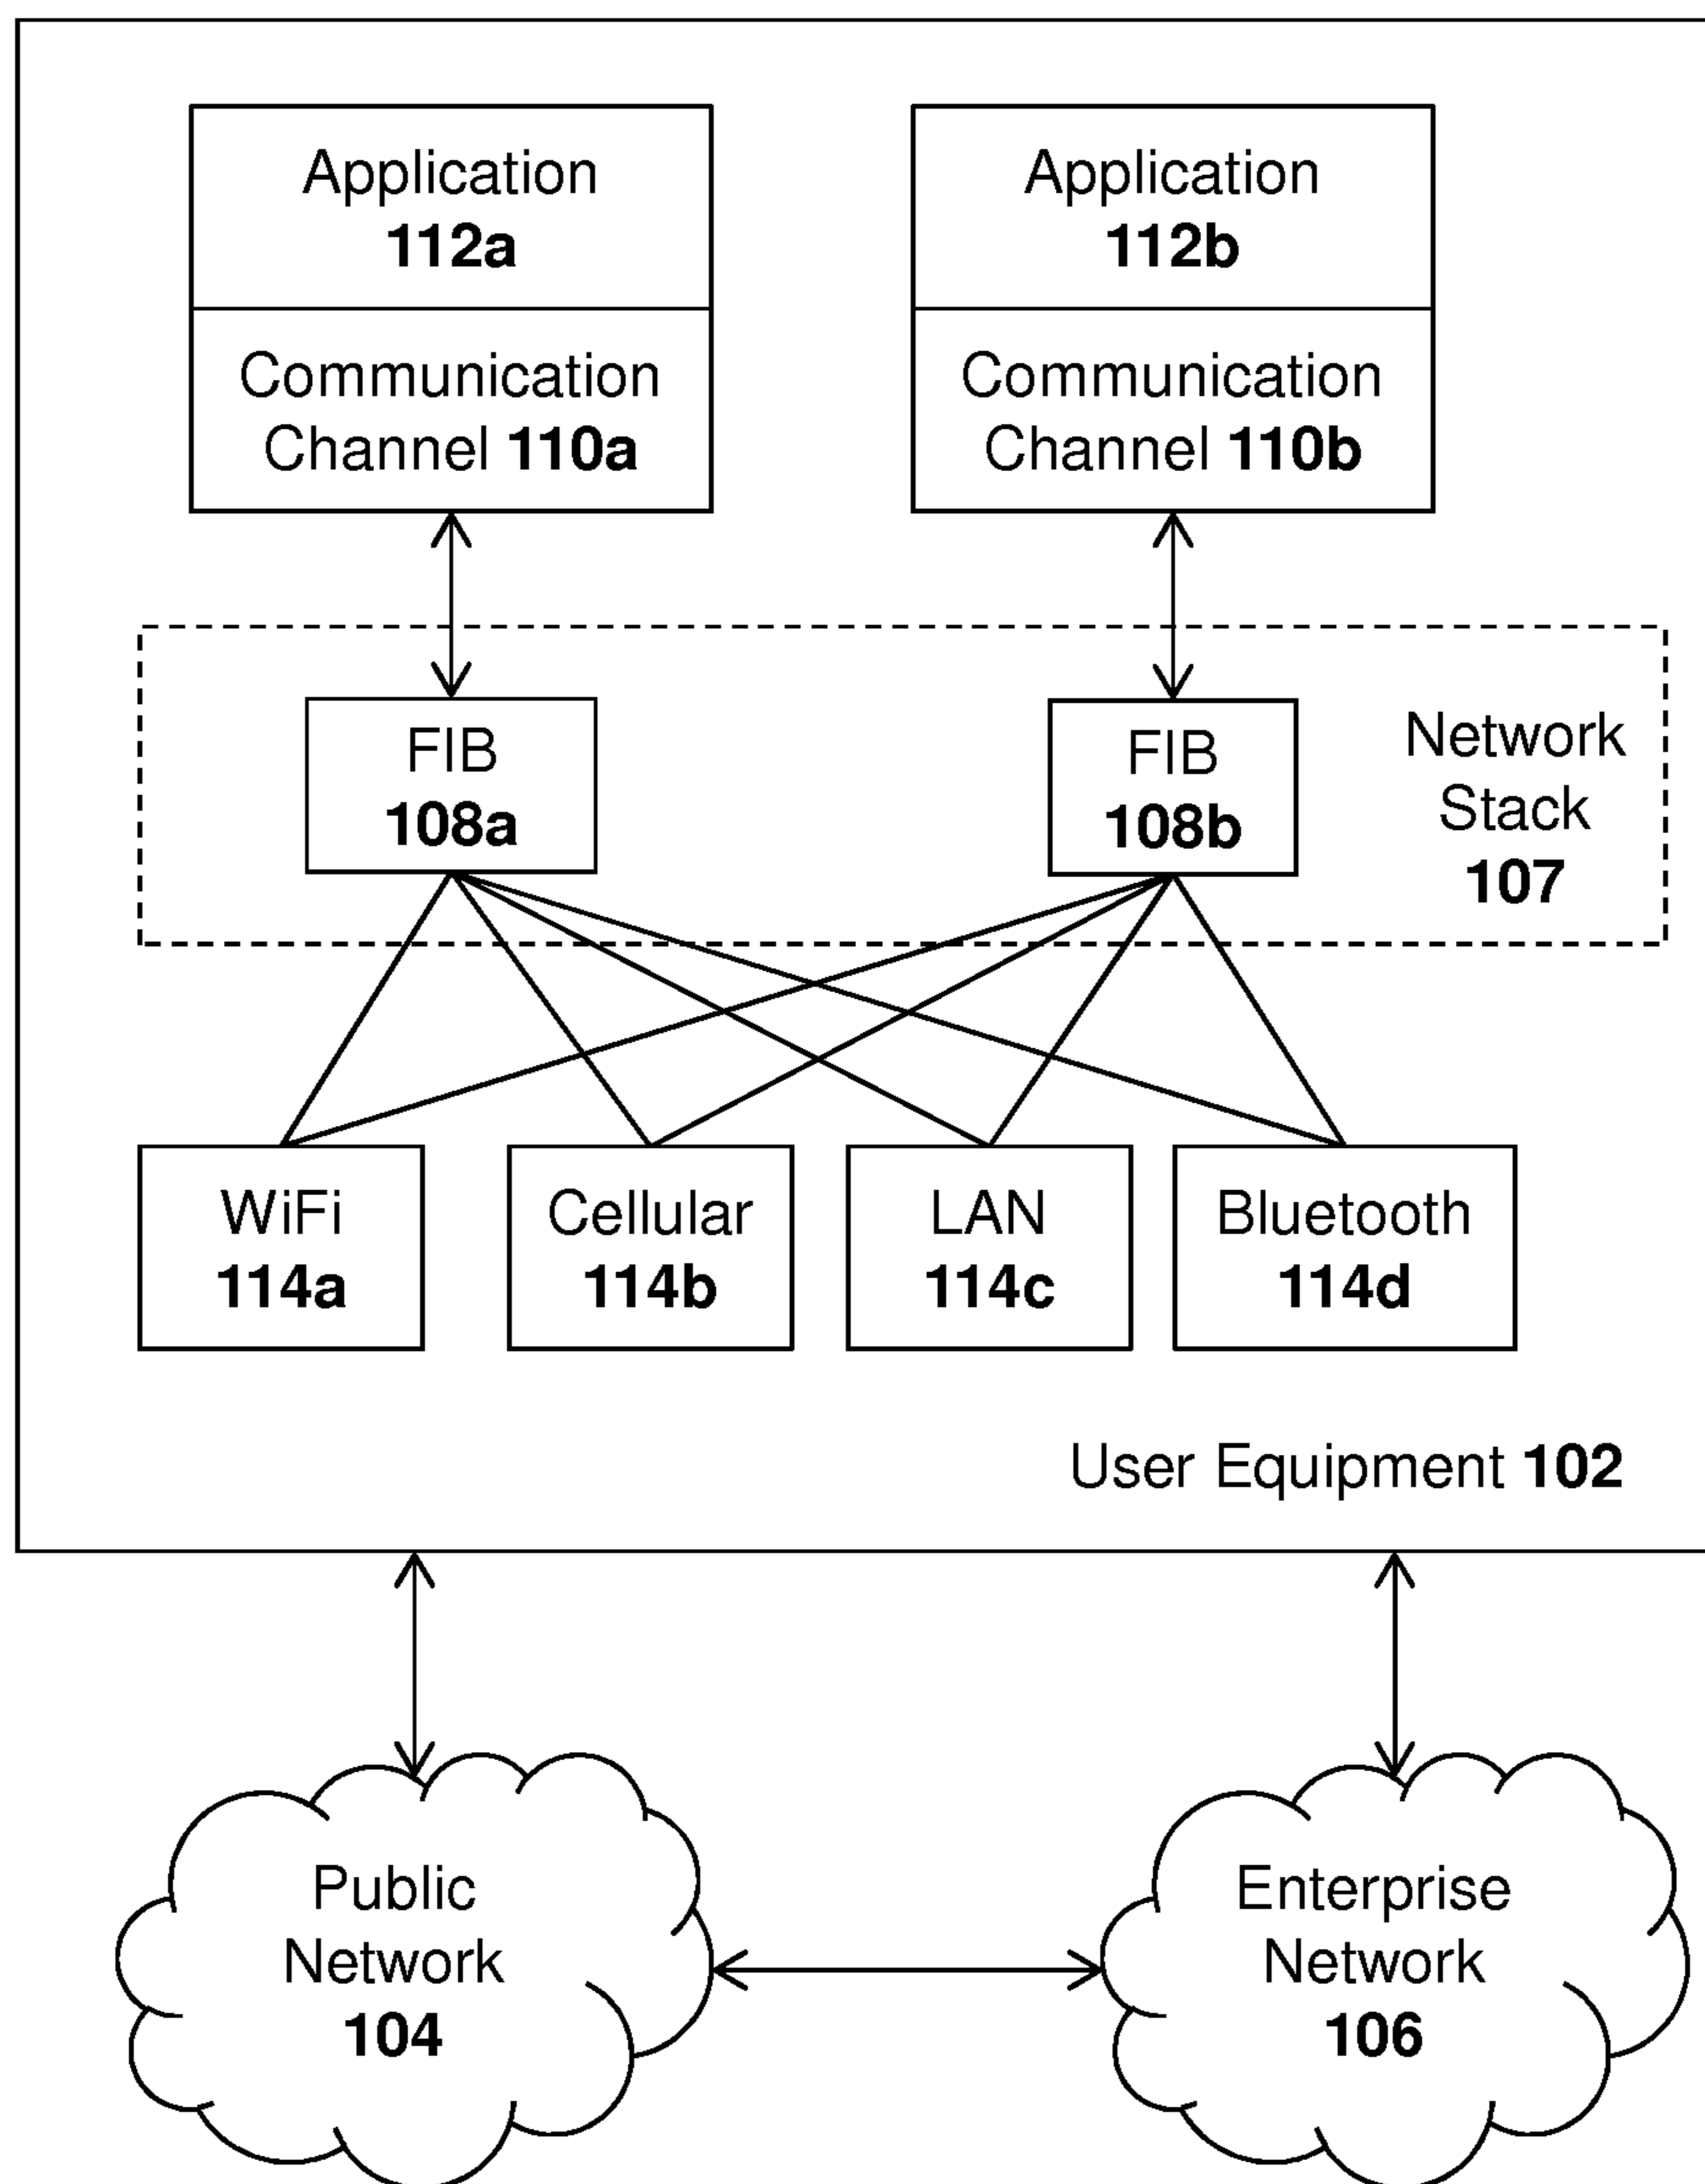 Application
112a
Application
112b
Communication
Channel 110a
Communication
Channel 110b
FIB
108a
FIB
108b
Network
Stack
107
WiFi
114a
Cellular
114b
LAN
114c
Bluetooth
114d
User Equipment 102
Public
Network
104
Enterprise
Network
106